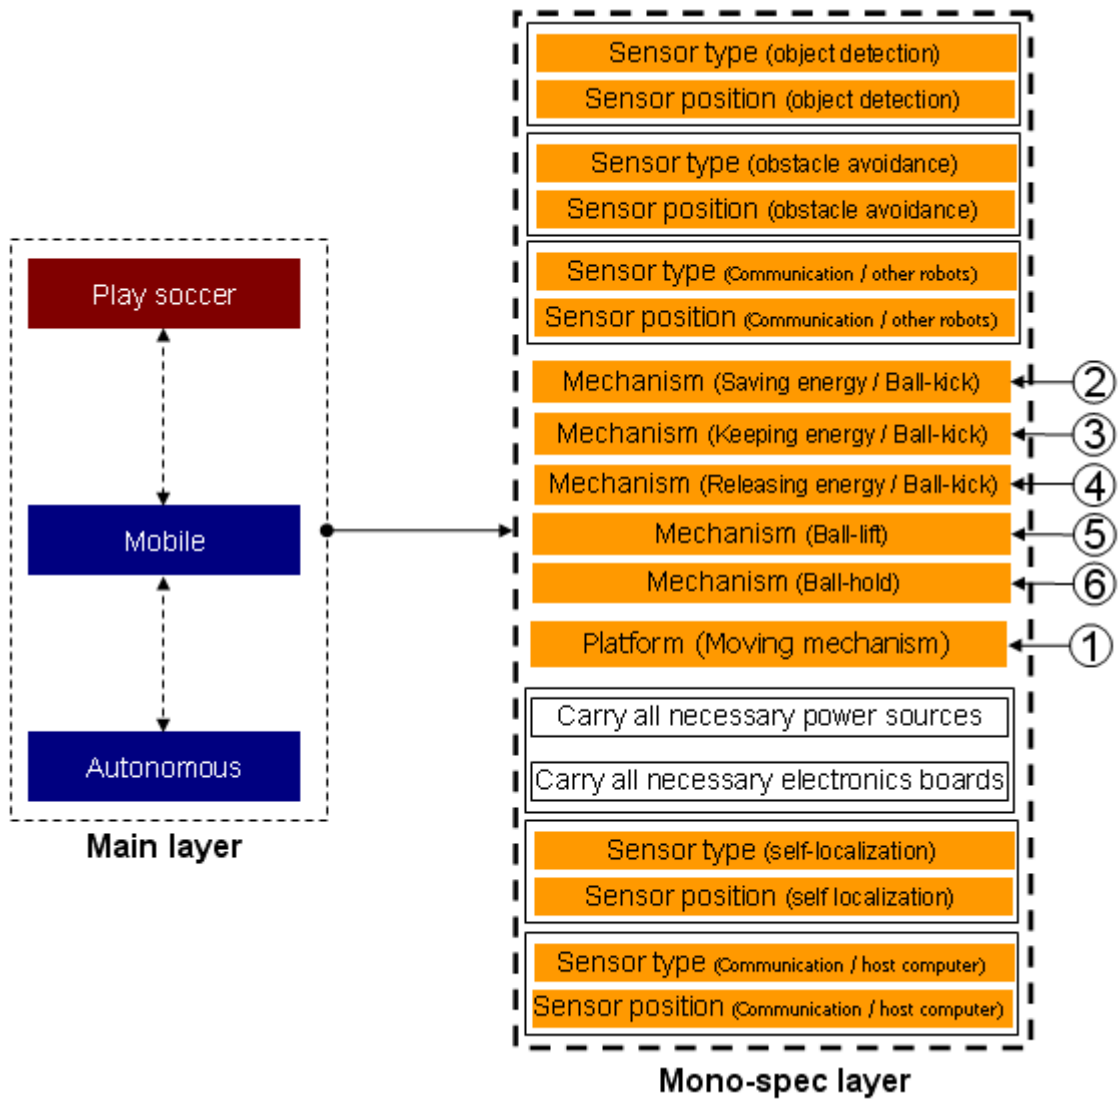 Play soccer
Mobile
Autonomous
Main layer
Sensor type (object detection)
Sensor position (object detection)
Sensor type (obstacle avoidance)
Sensor position (obstacle avoidance)
Sensor type (Communication / other robots)
Sensor position (Communication / other robots)
Mechanism (Saving energy / Ball-kick)
2
Mechanism (Keeping energy / Ball-kick)
3
Mechanism (Releasing energy / Ball-kick)
4
Mechanism (Ball-lift)
5
Mechanism (Ball-hold)
6
Platform (Moving mechanism)
1
Carry all necessary power sources
Carry all necessary electronics boards
Sensor type (self-localization)
Sensor position (self localization)
Sensor type (Communication / host computer)
Sensor position (Communication / host computer)
Mono-spec layer